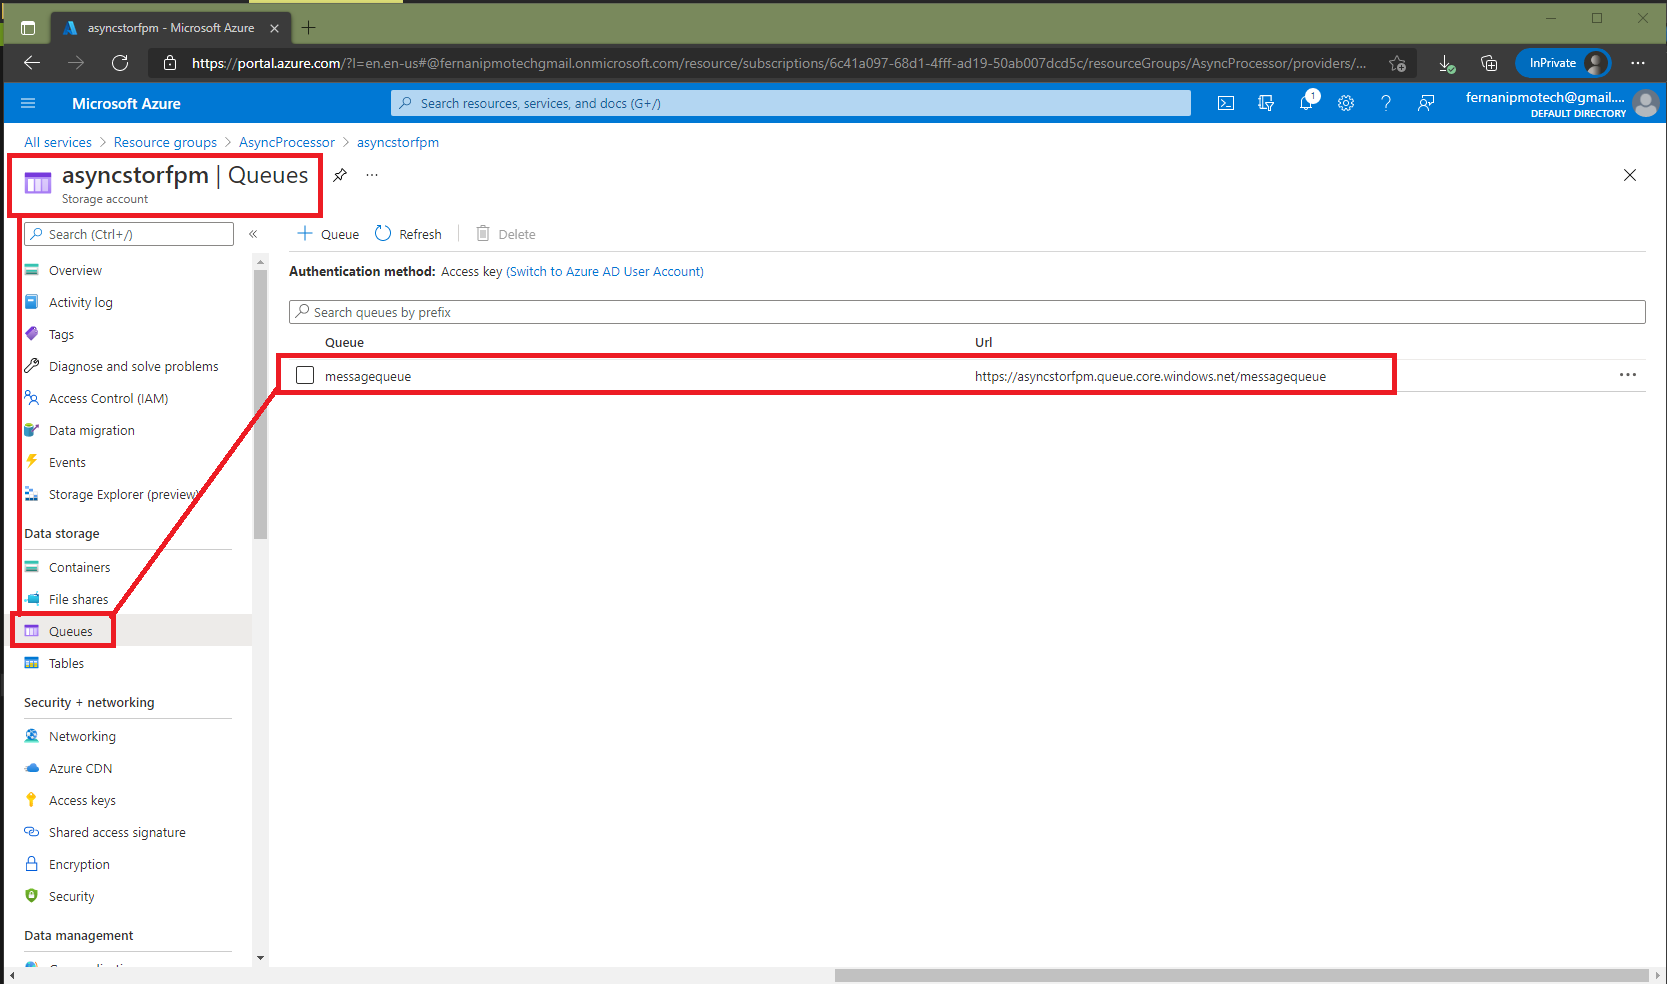 asyncstorfpm - Microsoft Azure
https://portal.azure.com/?l=en.en-us#@fernanipmotechgmail.onmicrosoft.com/resource/subscriptions/6c41a097-68d1-4fff-ad19-50ab007dcd5c/resourceGroups/AsyncProcessor/providers/...
InPrivate
Microsoft Azure
Search resources, services, and docs (G+/)
1
fernanipmotech@gmail....
DEFAULT DIRECTORY
All services > Resource groups > AsyncProcessor > asyncstorfpm
asyncstorfpm | Queues
Storage account
Search (Ctrl+/)
«
+ Queue Refresh Delete
Overview
Activity log
Tags
Diagnose and solve problems
Access Control (IAM)
Data migration
Events
Storage Explorer (preview)
Data storage
Containers
File shares
Queues
Tables
Security + networking
Networking
Azure CDN
Access keys
Shared access signature
Encryption
Security
Data management
Authentication method: Access key (Switch to Azure AD User Account)
Search queues by prefix
Queue Url
messagequeue https://asyncstorfpm.queue.core.windows.net/messagequeue